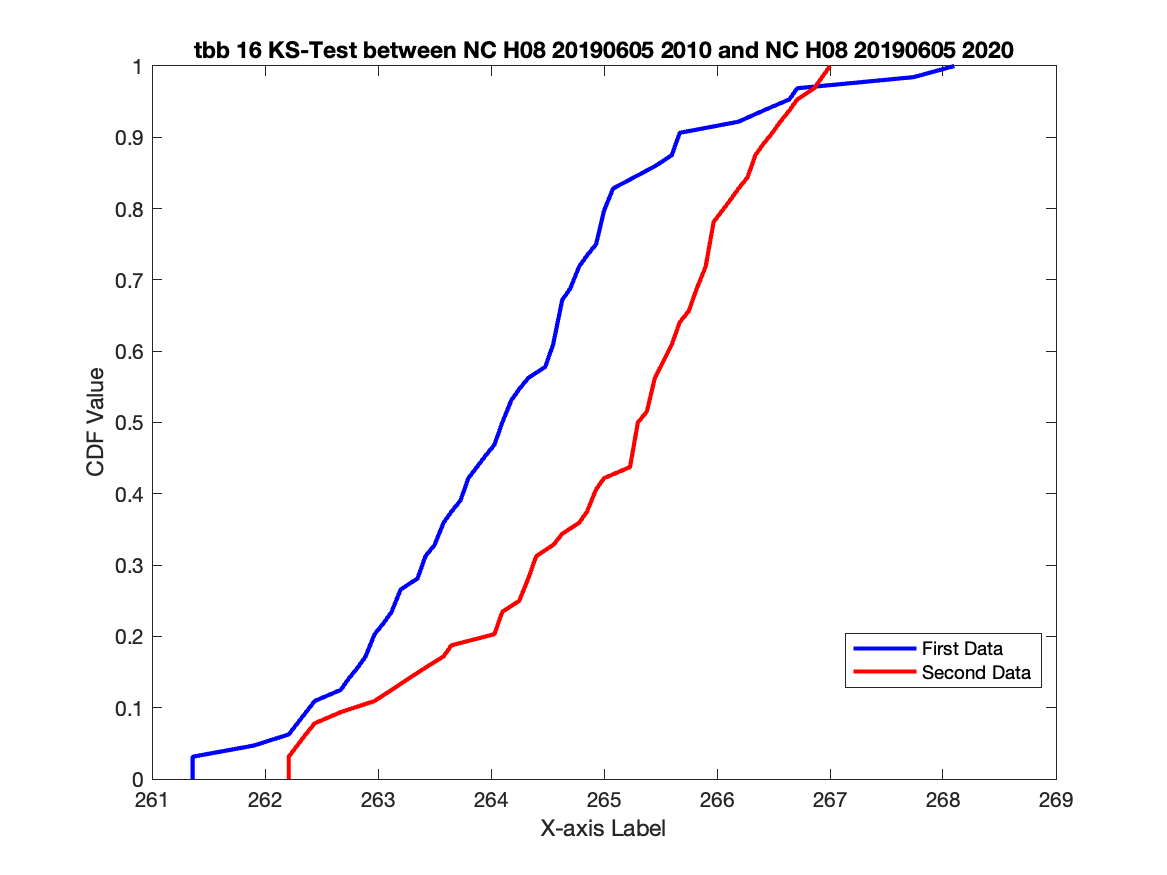 tbb 16 KS-Test between NC H08 20190605 2010 and NC H08 20190605 2020
1
0.9
0.8
0.7
0.6
0.5
0.4
0.3
0.2
0.1
0
CDF Value
First Data
Second Data
261 262 263 264 265 266 267 268 269
X-axis Label